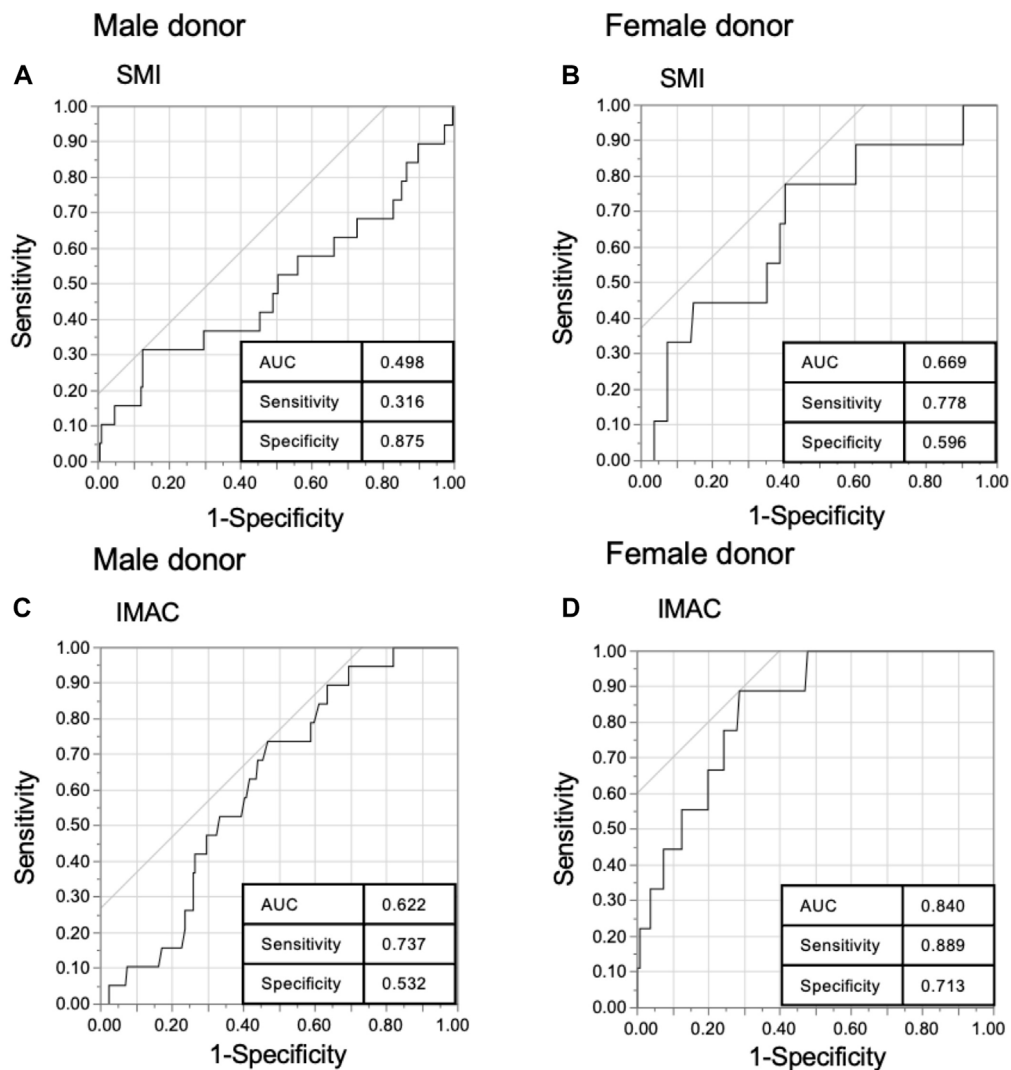 Male donor
A SMI
1.00
0.90
0.80
0.70
0.60
0.50
0.40
0.30
0.20
0.10
0.00
Sensitivity
AUC 0.498
Sensitivity 0.316
Specificity 0.875
0.00 0.20 0.40 0.60 0.80 1.00
1-Specificity
Female donor
B SMI
1.00
0.90
0.80
0.70
0.60
0.50
0.40
0.30
0.20
0.10
0.00
Sensitivity
AUC 0.669
Sensitivity 0.778
Specificity 0.596
0.00 0.20 0.40 0.60 0.80 1.00
1-Specificity
Male donor
C IMAC
1.00
0.90
0.80
0.70
0.60
0.50
0.40
0.30
0.20
0.10
0.00
Sensitivity
AUC 0.622
Sensitivity 0.737
Specificity 0.532
0.00 0.20 0.40 0.60 0.80 1.00
1-Specificity
Female donor
D IMAC
1.00
0.90
0.80
0.70
0.60
0.50
0.40
0.30
0.20
0.10
0.00
Sensitivity
AUC 0.840
Sensitivity 0.889
Specificity 0.713
0.00 0.20 0.40 0.60 0.80 1.00
1-Specificity